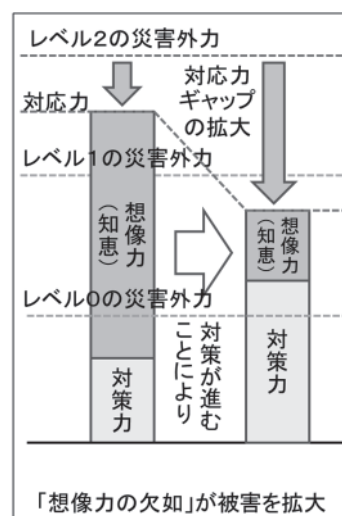 レベル2の災害外力
対応力
ギャップ
の拡大
対応力
レベル1の災害外力
想像力
（知恵）
想像力
（知恵）
レベル0の災害外力
対策が進む
ことにより
対策力
対策力
「想像力の欠如」が被害を拡大